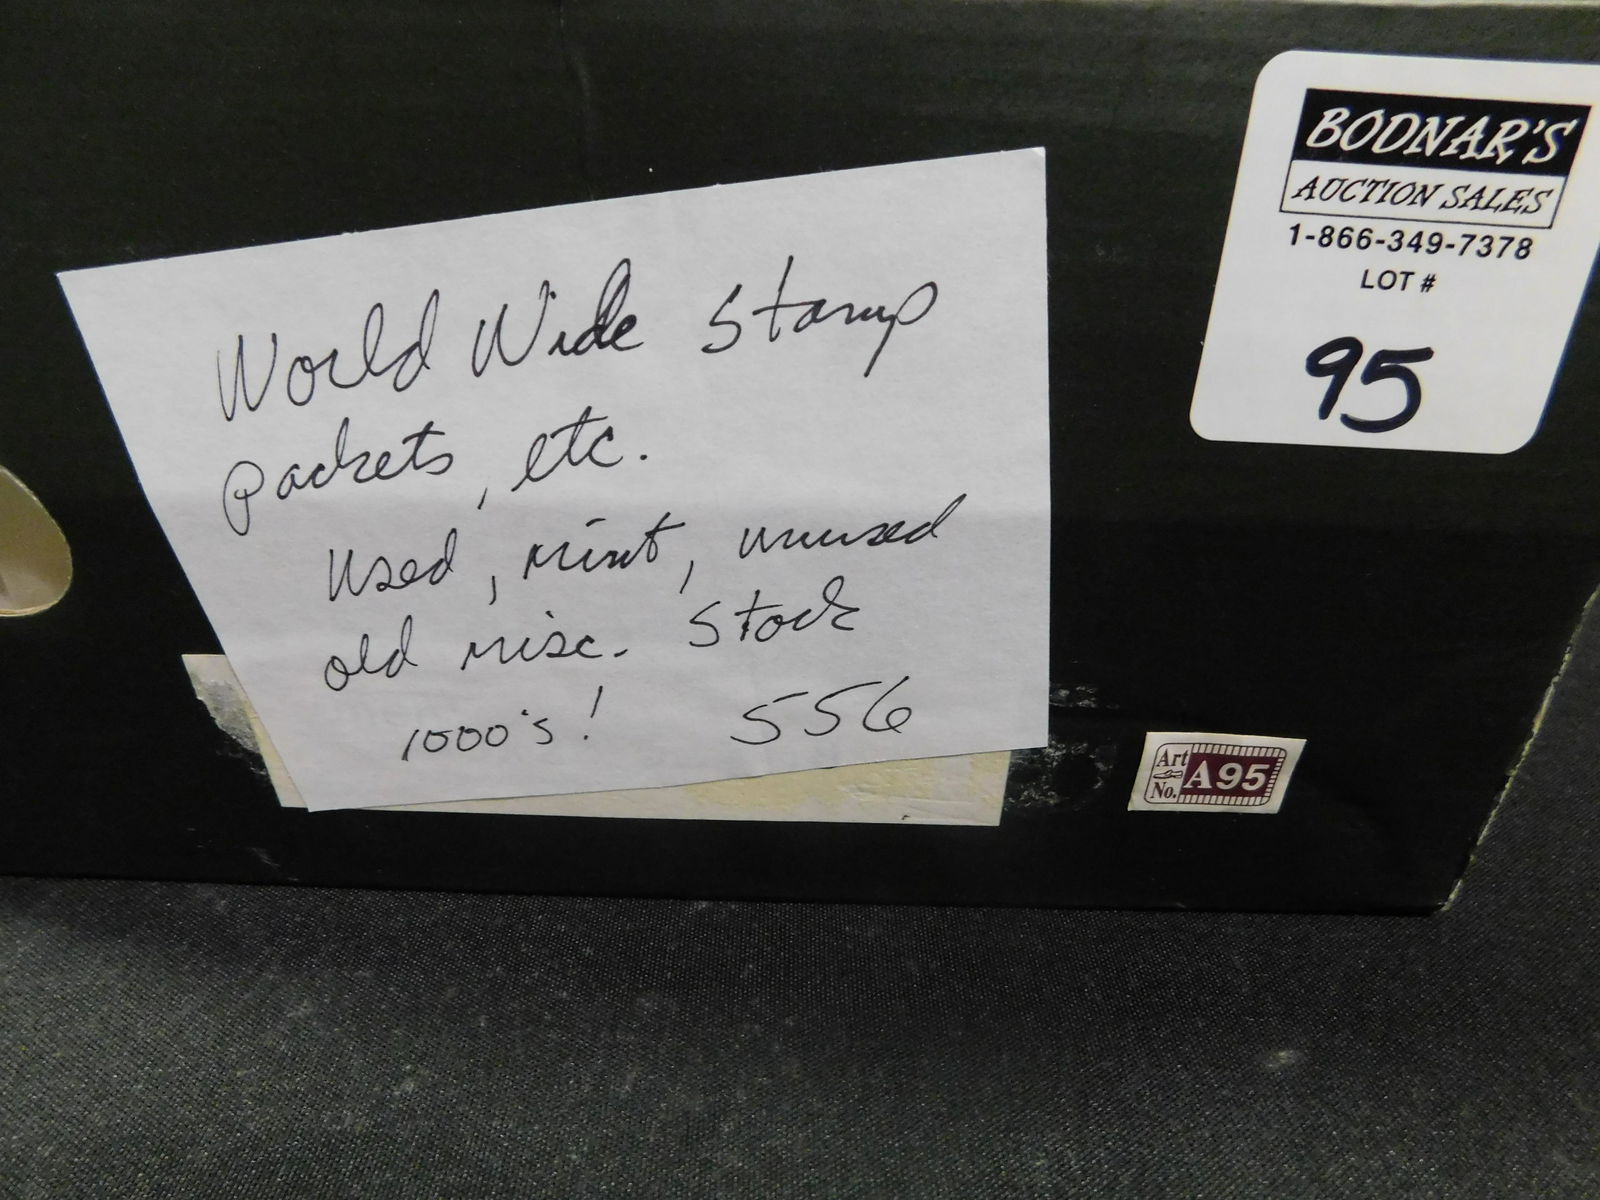 World Wide Stamp
packets, etc.
Used, mint, unused
old misc. Stock
1000's! 556
BODNAR'S
AUCTION SALES
1-866-349-7378
LOT #
95
Art
No.
A95